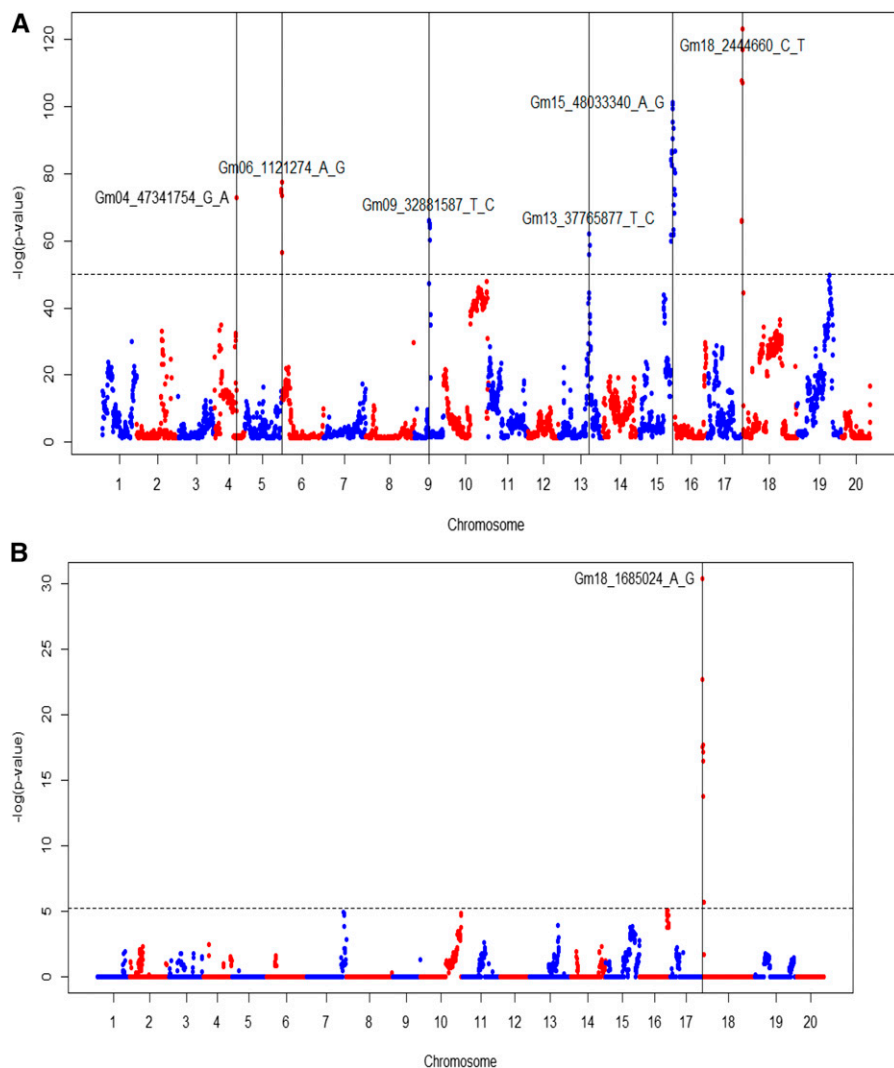 A
120
100
80
60
40
20
0
-log(p-value)
Gm18_2444660_C_T
Gm15_48033340_A_G
Gm06_1121274_A_G
Gm04_47341754_G_A
Gm09_32881587_T_C
Gm13_37765877_T_C
1 2 3 4 5 6 7 8 9 10 11 12 13 14 15 16 17 18 19 20
Chromosome
B
30
25
20
15
10
5
0
-log(p-value)
Gm18_1685024_A_G
1 2 3 4 5 6 7 8 9 10 11 12 13 14 15 16 17 18 19 20
Chromosome